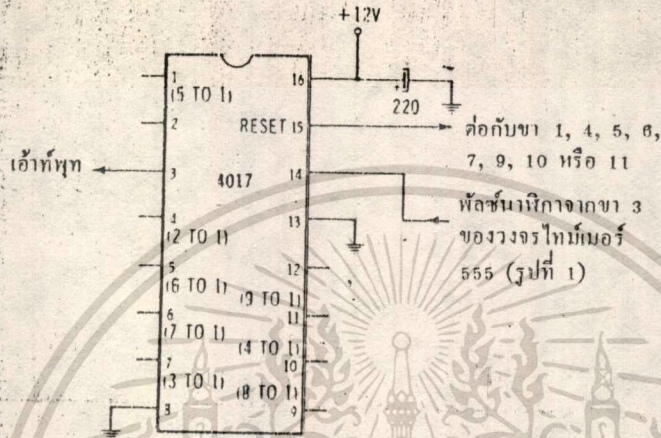 +12V
1
(5 TO 1)
16
220
2
RESET 15
ต่อกับขา 1, 4, 5, 6,
7, 9, 10 หรือ 11
เอ้าท์พุท
3
4017
14
พัลซ์นาฬิกาจากขา 3
ของวงจรไทม์เมอร์
555 (รูปที่ 1)
4
(2 TO 1)
13
5
(6 TO 1)
12
(9 TO 1)
6
(7 TO 1)
11
(4 TO 1)
7
(3 TO 1)
10
(8 TO 1)
8
9